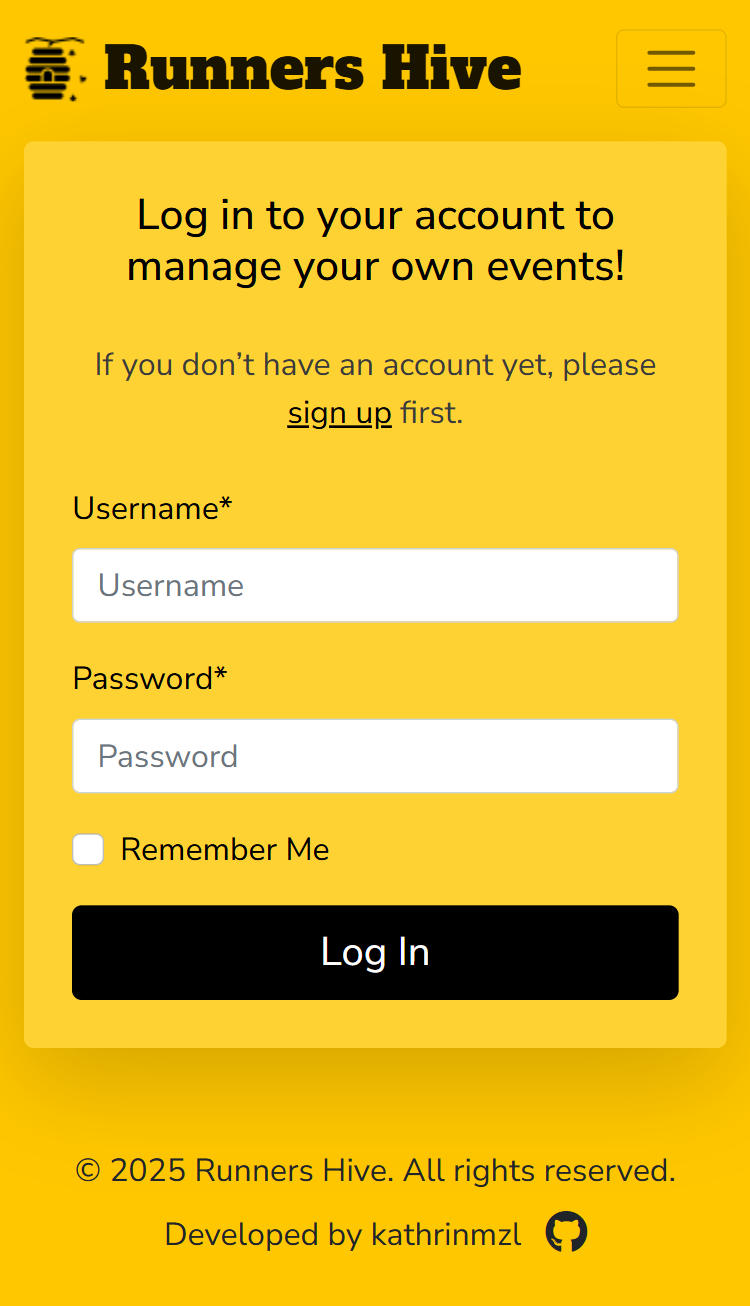 Runners Hive
Log in to your account to
manage your own events!
If you don’t have an account yet, please
sign up first.
Username*
Username
Password*
Password
Remember Me
Log In
© 2025 Runners Hive. All rights reserved.
Developed by kathrinmzl